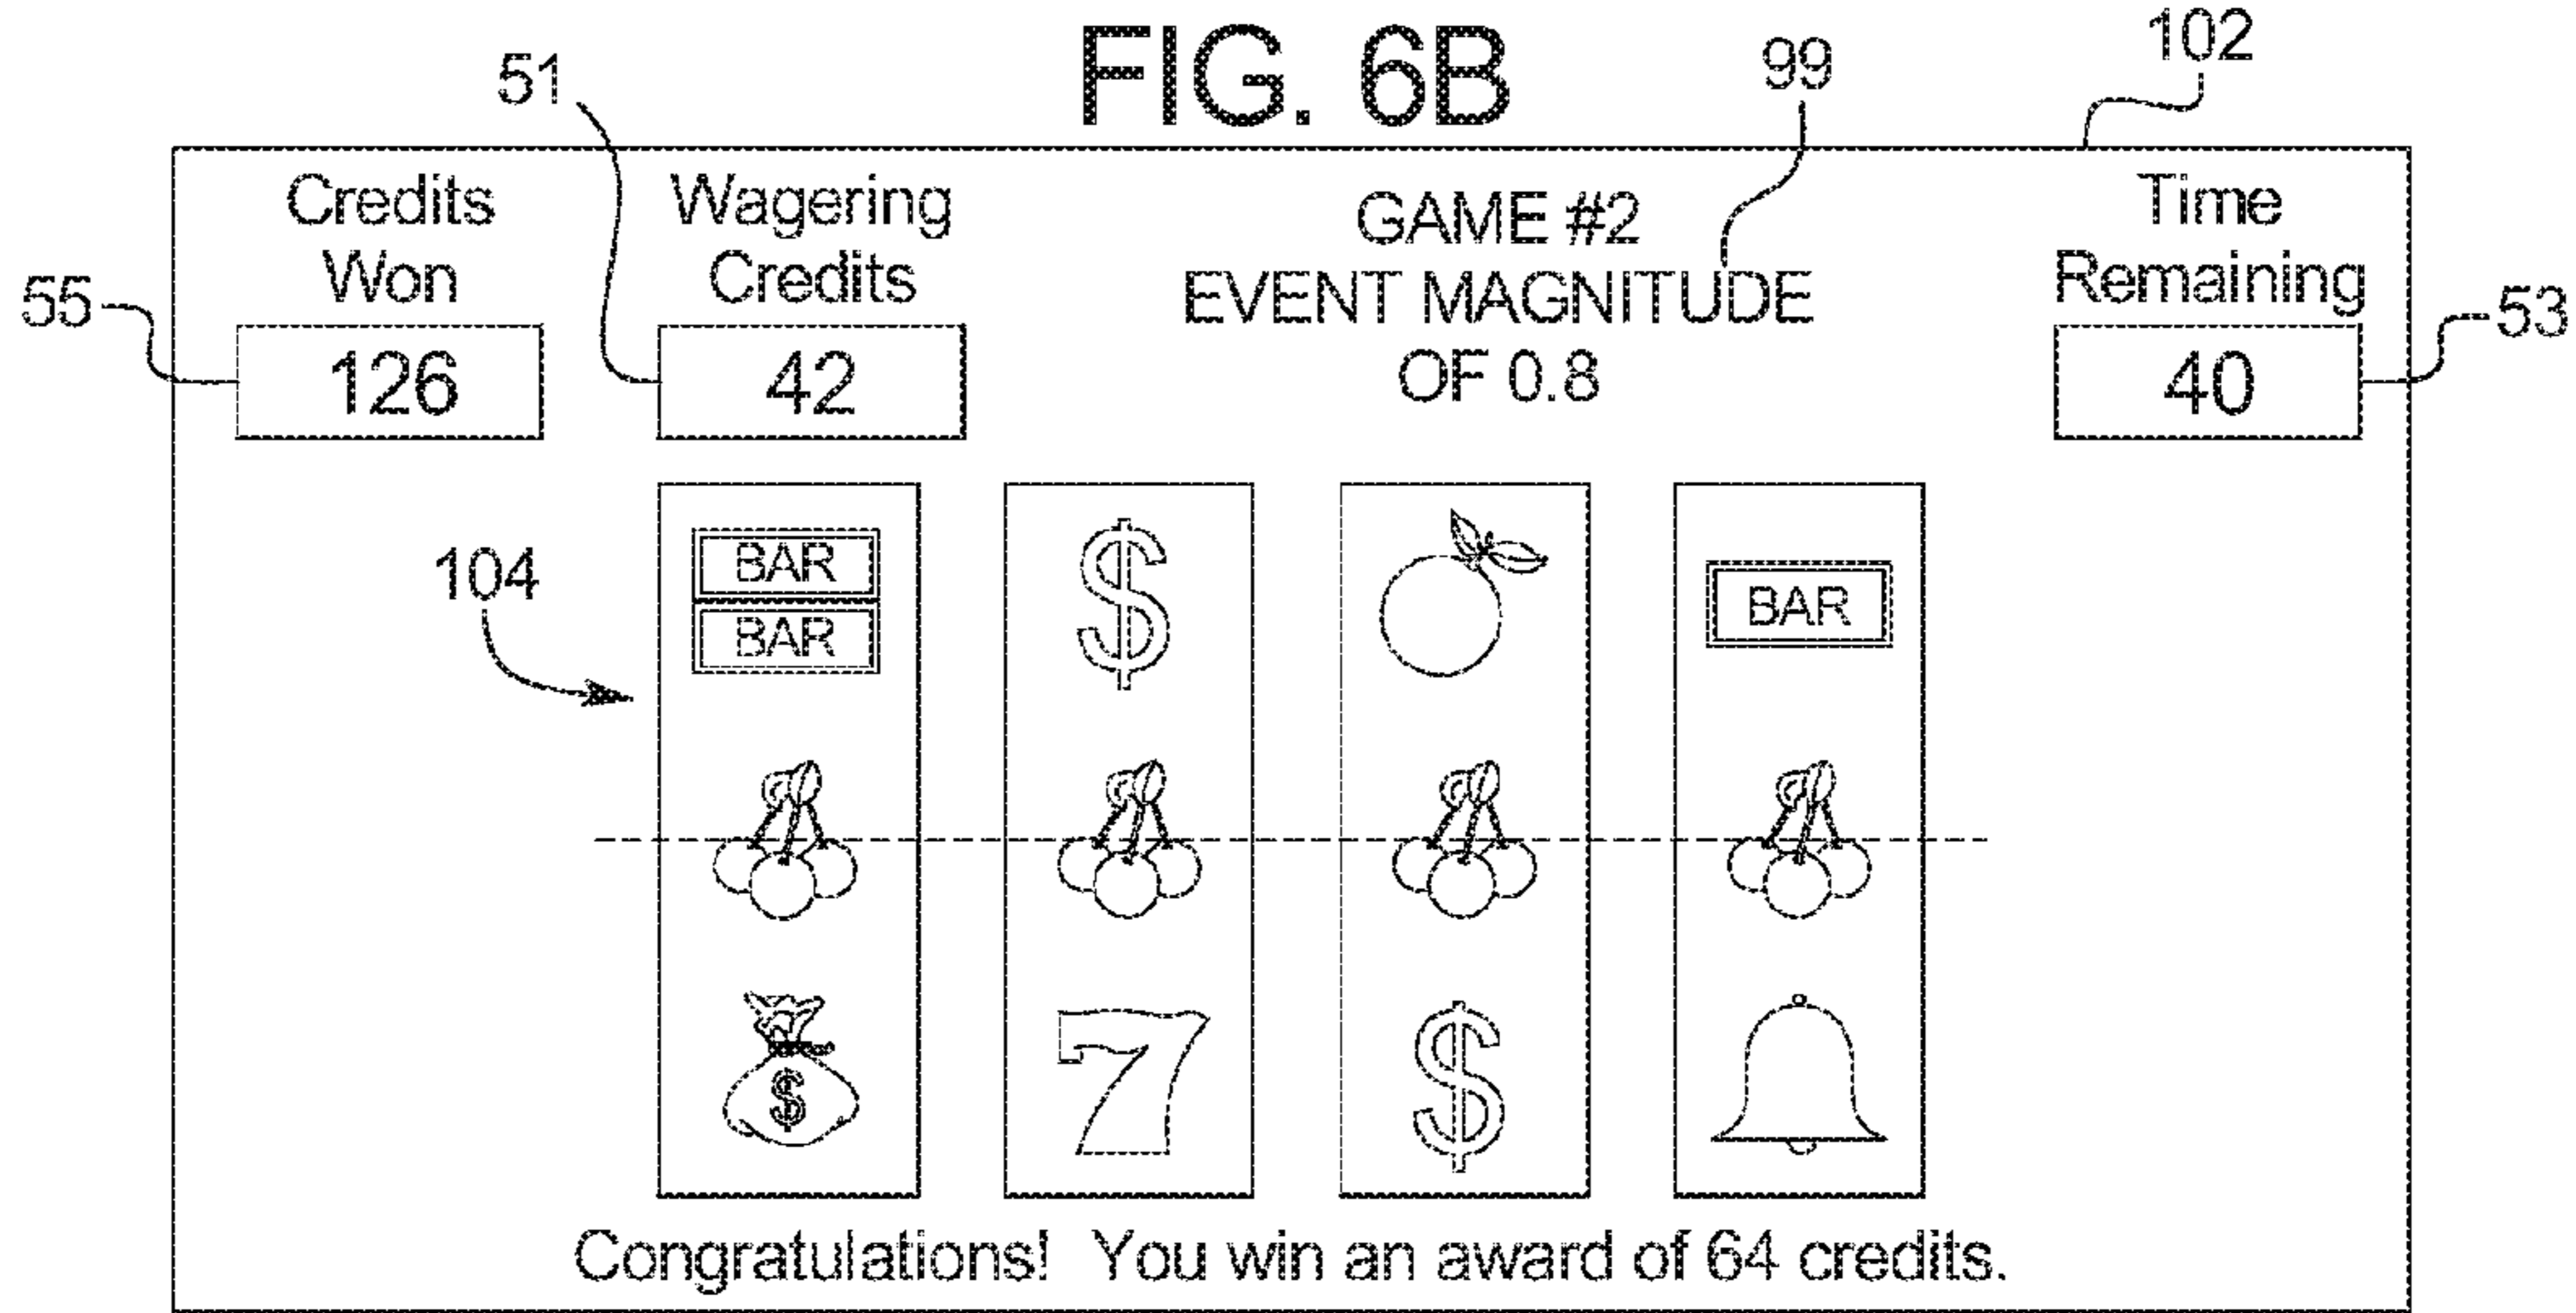 FIG. 6B
51
99
102
Credits
Won
Wagering
Credits
GAME #2
EVENT MAGNITUDE
OF 0.8
Time
Remaining
55
126
42
40
53
104
BAR
BAR
$
BAR
$
7
$
Congratulations! You win an award of 64 credits.